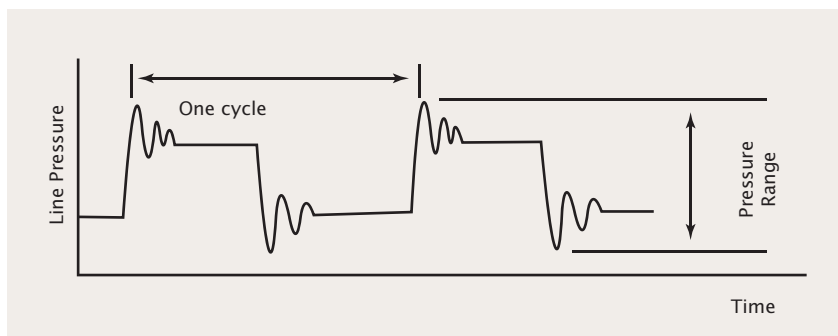 One cycle
Line Pressure
Pressure
Range
Time